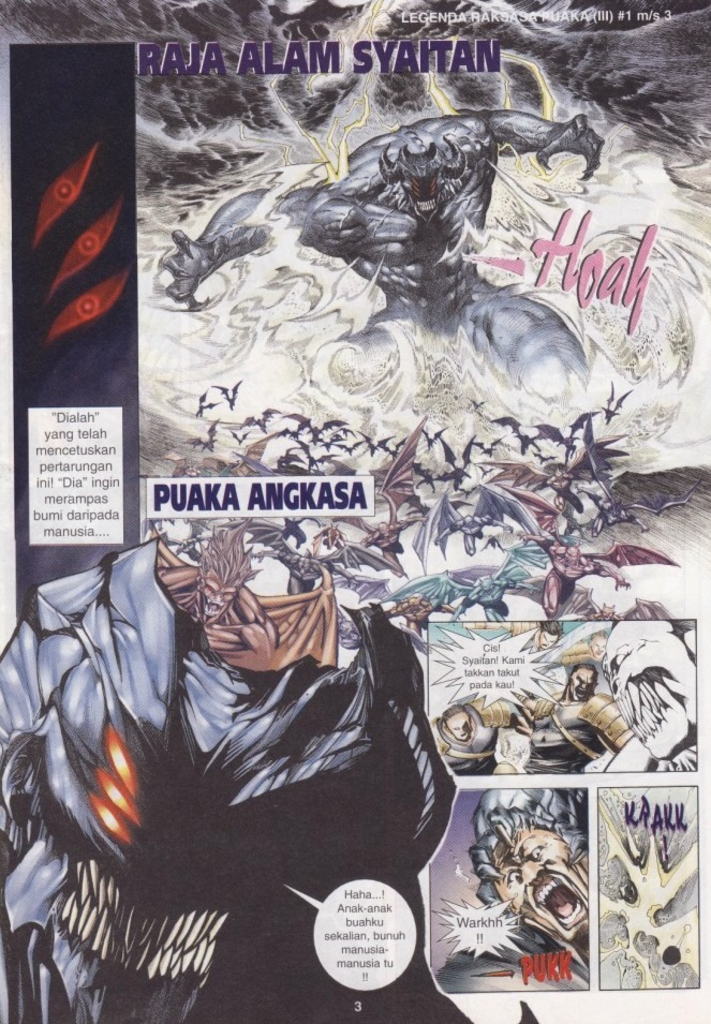 LEGENDA RAKSASA PUAKA (III) #1 m/s 3
RAJA ALAM SYAITAN
Hoah
"Dialah"
yang telah
mencetuskan
pertarungan
ini! "Dia" ingin
merampas
bumi daripada
manusia....
PUAKA ANGKASA
Cis!
Syaitan! Kami
takkan takut
pada kau!
Warkhh
!!
PUKK
KRAKK
!
Haha...!
Anak-anak
buahku
sekalian, bunuh
manusia-
manusia tu
!!
3